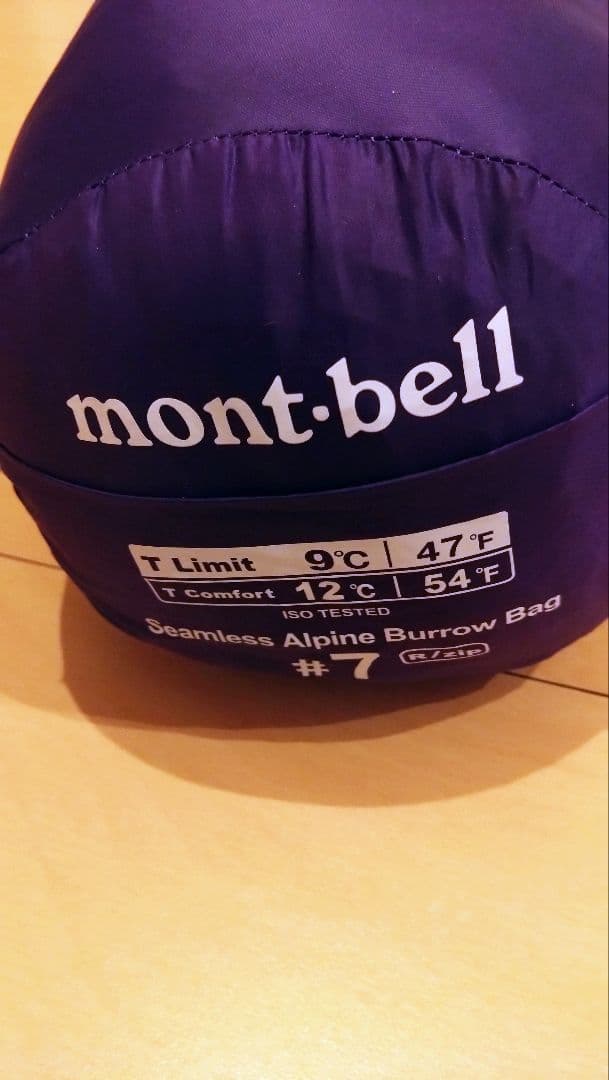 mont·bell
T Limit 9℃ | 47°F
T Comfort 12℃ | 54°F
ISO TESTED
Seamless Alpine Burrow Bag
#7 R/zip